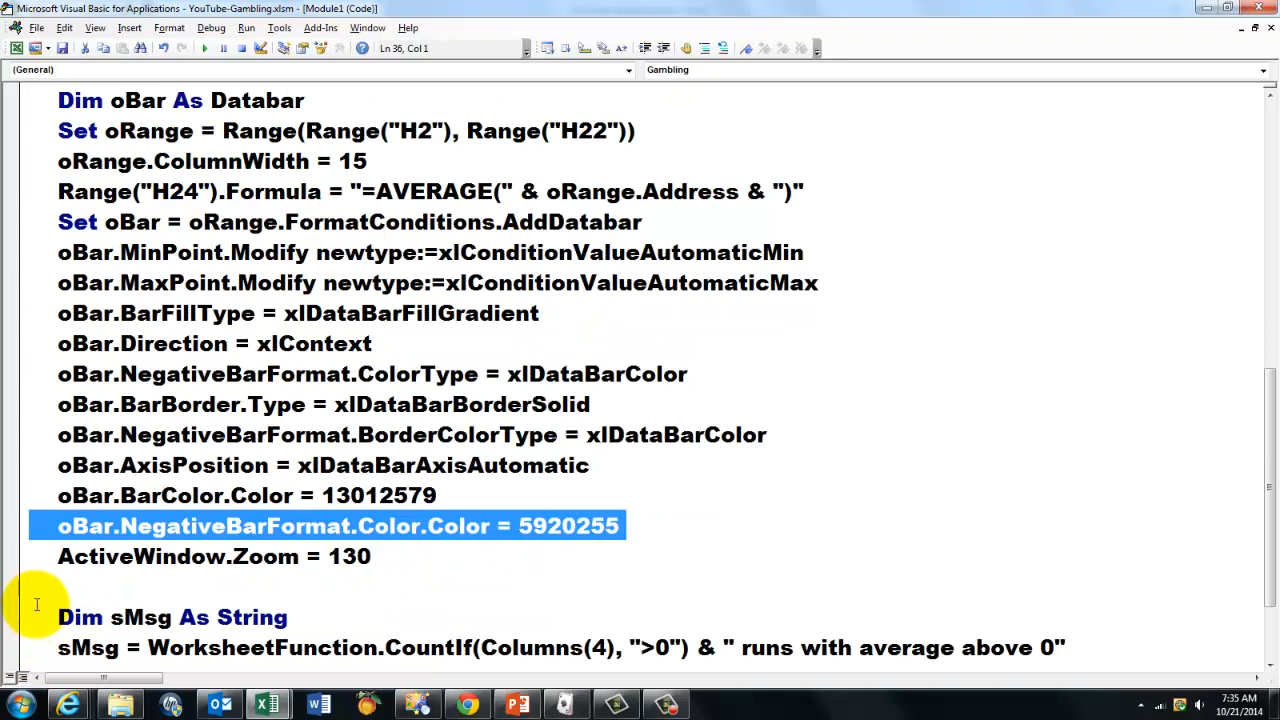 Microsoft Visual Basic for Applications - YouTube-Gambling.xlsm - [Module1 (Code)]
File Edit View Insert Format Debug Run Tools Add-Ins Window Help
Ln 36, Col 1
(General) Gambling
Dim oBar As Databar
Set oRange = Range(Range("H2"), Range("H22"))
oRange.ColumnWidth = 15
Range("H24").Formula = "=AVERAGE(" & oRange.Address & ")"
Set oBar = oRange.FormatConditions.AddDatabar
oBar.MinPoint.Modify newtype:=xlConditionValueAutomaticMin
oBar.MaxPoint.Modify newtype:=xlConditionValueAutomaticMax
oBar.BarFillType = xlDataBarFillGradient
oBar.Direction = xlContext
oBar.NegativeBarFormat.ColorType = xlDataBarColor
oBar.BarBorder.Type = xlDataBarBorderSolid
oBar.NegativeBarFormat.BorderColorType = xlDataBarColor
oBar.AxisPosition = xlDataBarAxisAutomatic
oBar.BarColor.Color = 13012579
oBar.NegativeBarFormat.Color.Color = 5920255
ActiveWindow.Zoom = 130
Dim sMsg As String
sMsg = WorksheetFunction.CountIf(Columns(4), ">0") & " runs with average above 0"
7:35 AM
10/21/2014